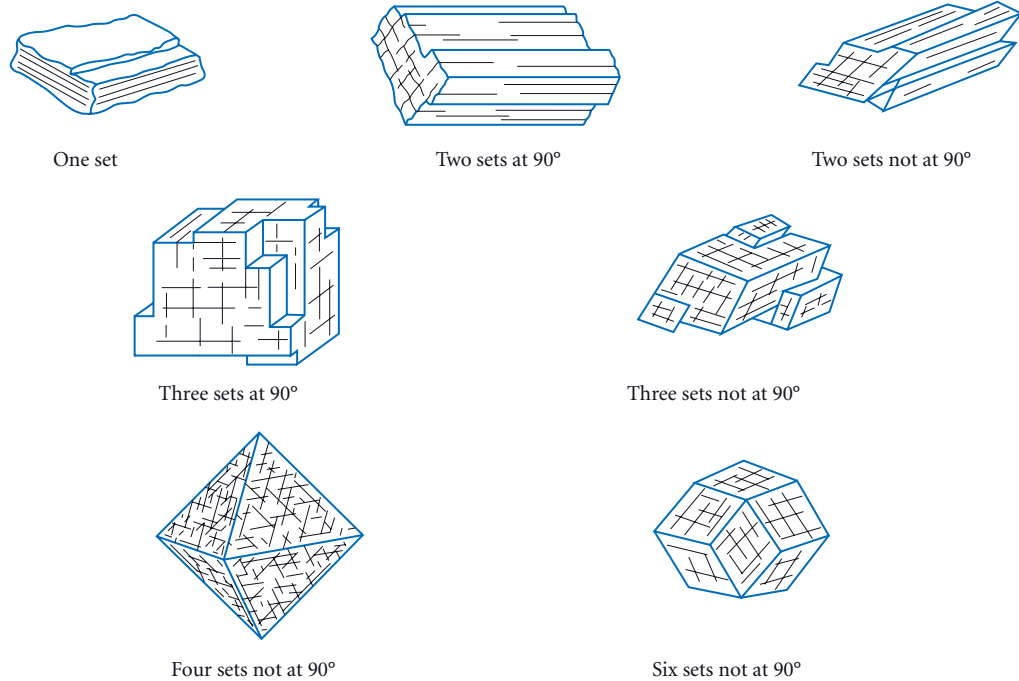 One set
Two sets at 90°
Two sets not at 90°
Three sets at 90°
Three sets not at 90°
Four sets not at 90°
Six sets not at 90°